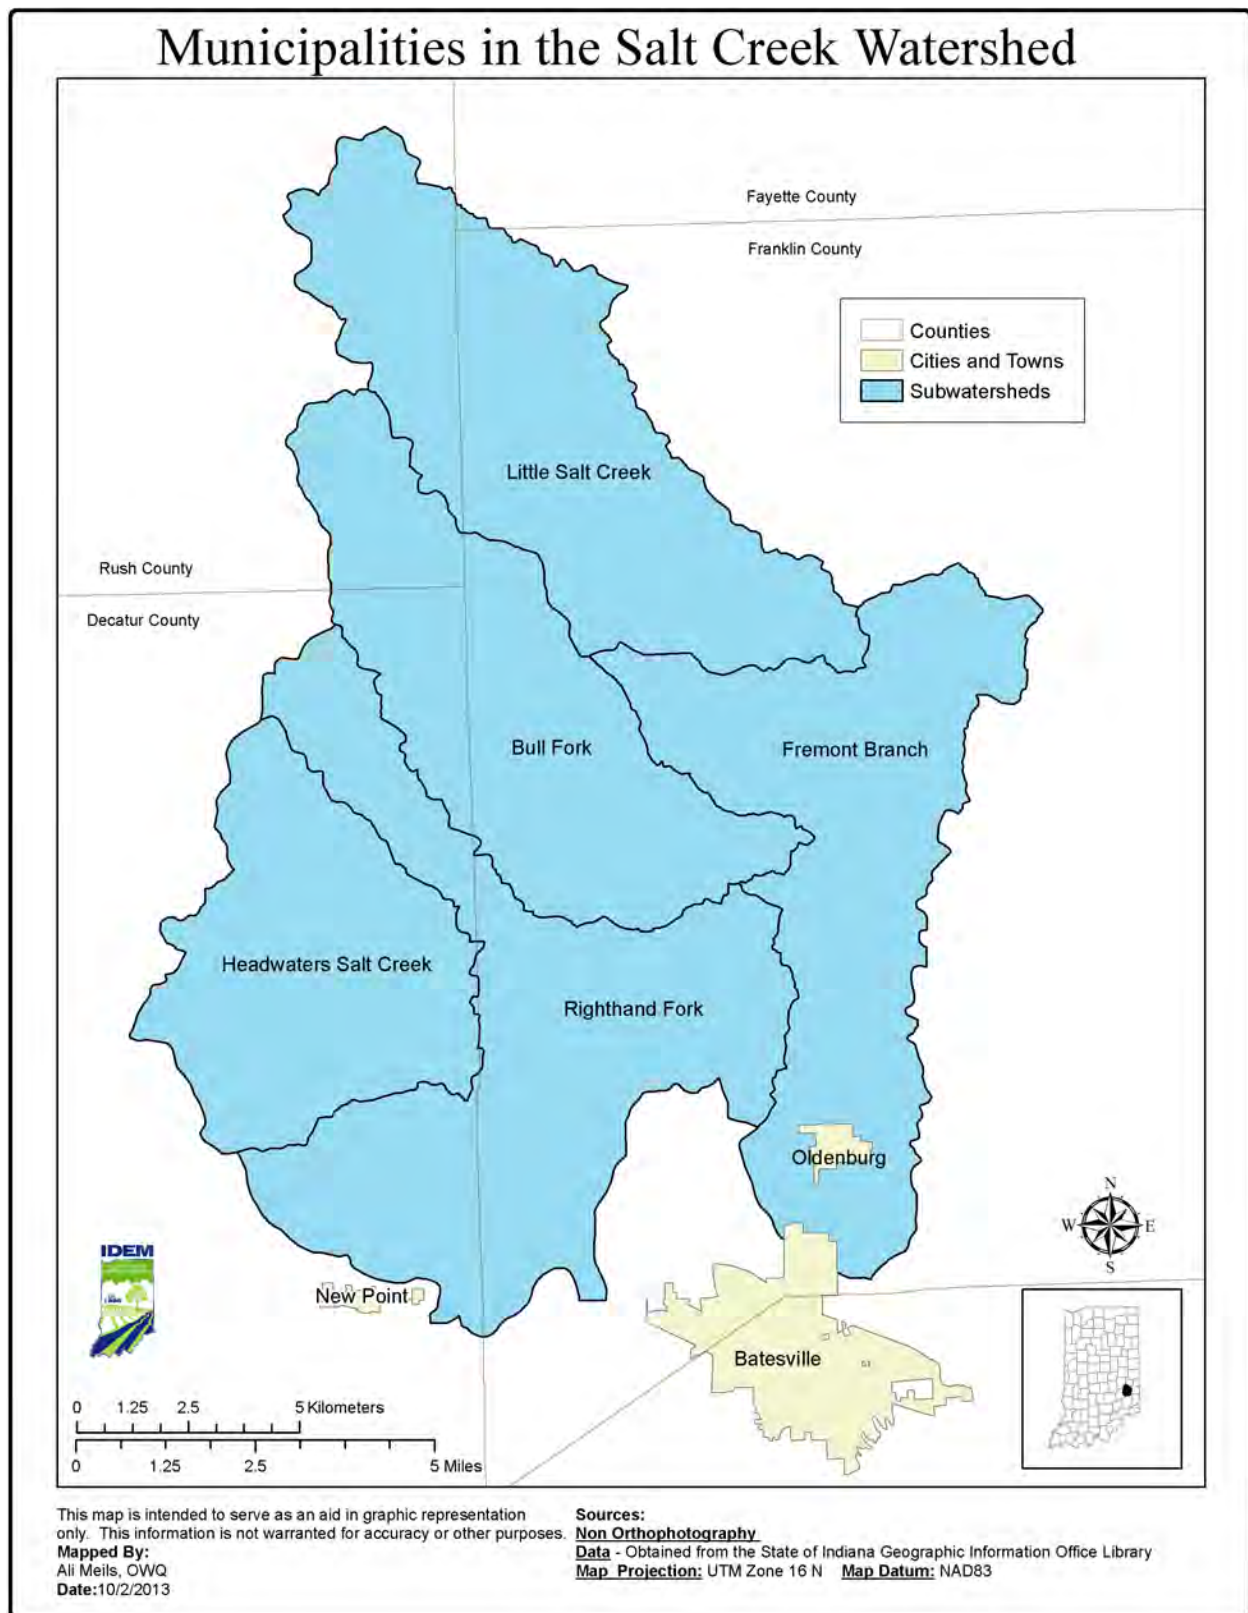 Municipalities in the Salt Creek Watershed
Fayette County
Franklin County
Counties
Cities and Towns
Subwatersheds
Little Salt Creek
Rush County
Decatur County
Bull Fork
Fremont Branch
Headwaters Salt Creek
Righthand Fork
Oldenburg
N
W
E
S
IDEM
New Point
Batesville
0 1.25 2.5 5 Kilometers
0 1.25 2.5 5 Miles
This map is intended to serve as an aid in graphic representation
only. This information is not warranted for accuracy or other purposes.
Mapped By:
Ali Meils, OWQ
Date:10/2/2013
Sources:
Non Orthophotography
Data - Obtained from the State of Indiana Geographic Information Office Library
Map Projection: UTM Zone 16 N Map Datum: NAD83